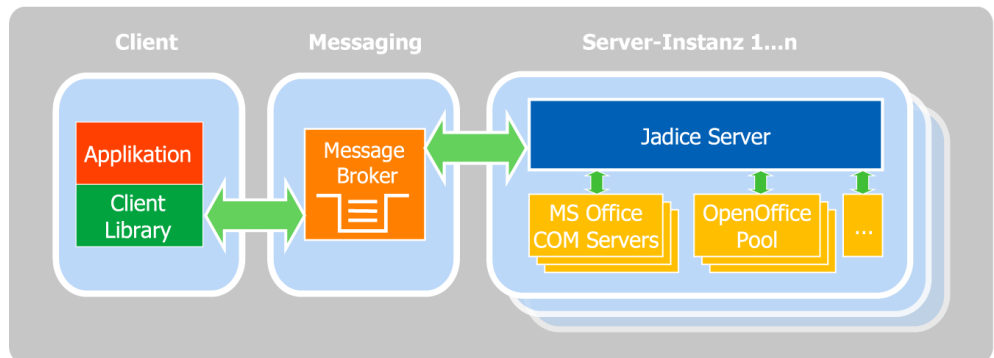 Client
Messaging
Server-Instanz 1...n
Applikation
Client
Library
Message
Broker
Jadice Server
MS Office
COM Servers
OpenOffice
Pool
...